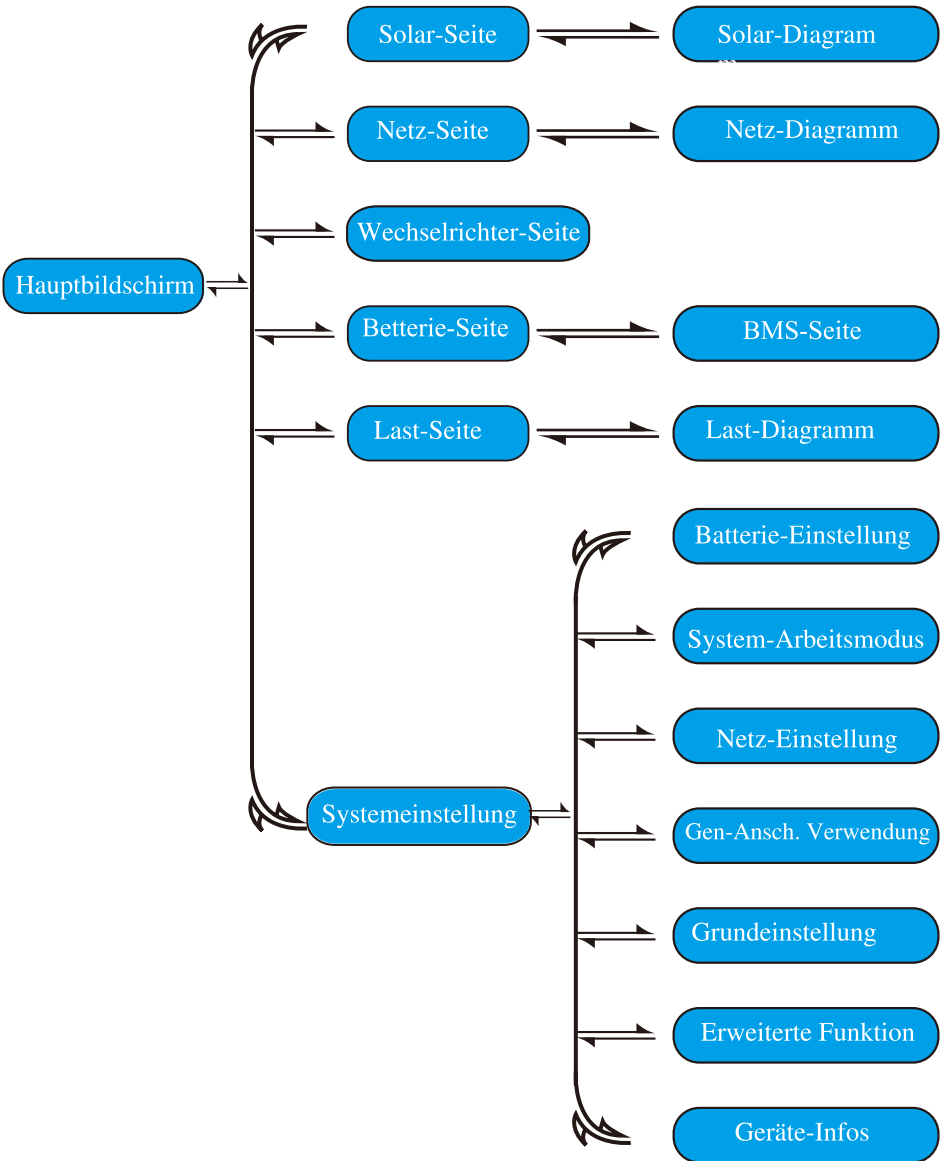 Solar-Seite
Solar-Diagram
m
Netz-Seite
Netz-Diagramm
Wechselrichter-Seite
Hauptbildschirm
Betterie-Seite
BMS-Seite
Last-Seite
Last-Diagramm
Batterie-Einstellung
System-Arbeitsmodus
Netz-Einstellung
Systemeinstellung
Gen-Ansch. Verwendung
Grundeinstellung
Erweiterte Funktion
Geräte-Infos